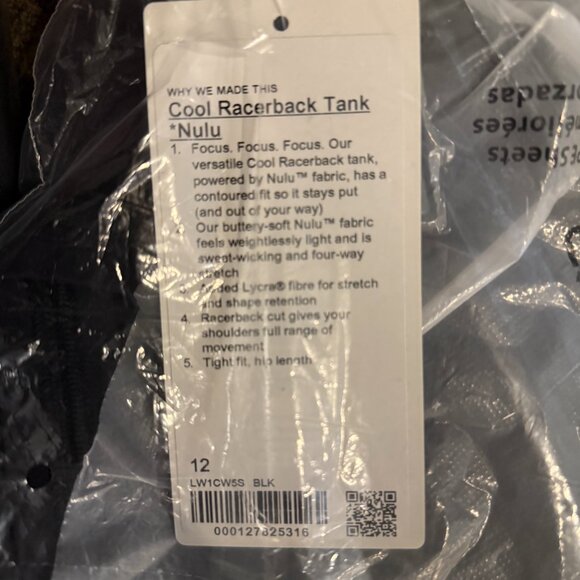 WHY WE MADE THIS
Cool Racerback Tank
*Nulu
1. Focus. Focus. Focus. Our
versatile Cool Racerback tank,
powered by Nulu™ fabric, has a
contoured fit so it stays put
(and out of your way)
2. Our buttery-soft Nulu™ fabric
feels weightlessly light and is
sweat-wicking and four-way
stretch
3. Added Lycra® fibre for stretch
and shape retention
4. Racerback cut gives your
shoulders full range of
movement
5. Tight fit, hip length
12
LW1CW5S BLK
000127825316
orzadas
liorées
Sheets